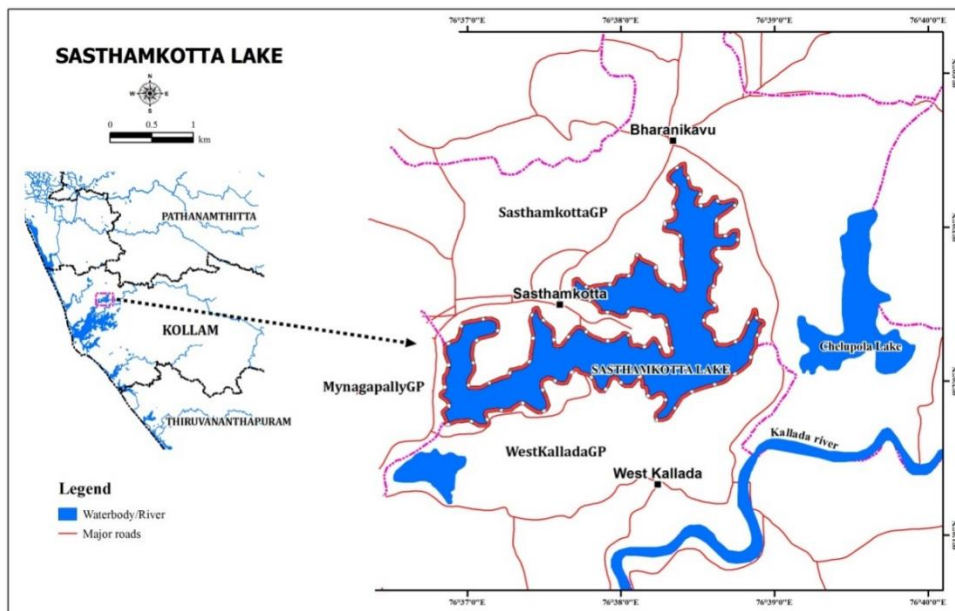 SASTHAMKOTTA LAKE
N
W E
S
0 0.5 1
km
PATHANAMTHITTA
KOLLAM
THIRUVANANTHAPURAM
Legend
Waterbody/River
Major roads
76°37'0"E 76°38'0"E 76°39'0"E 76°40'0"E
Bharanikavu
SasthamkottaGP
Sasthamkotta
SASTHAMKOTTA LAKE
Chelupola Lake
MynagapallyGP
WestKalladaGP
Kallada river
West Kallada
76°37'0"E 76°38'0"E 76°39'0"E 76°40'0"E